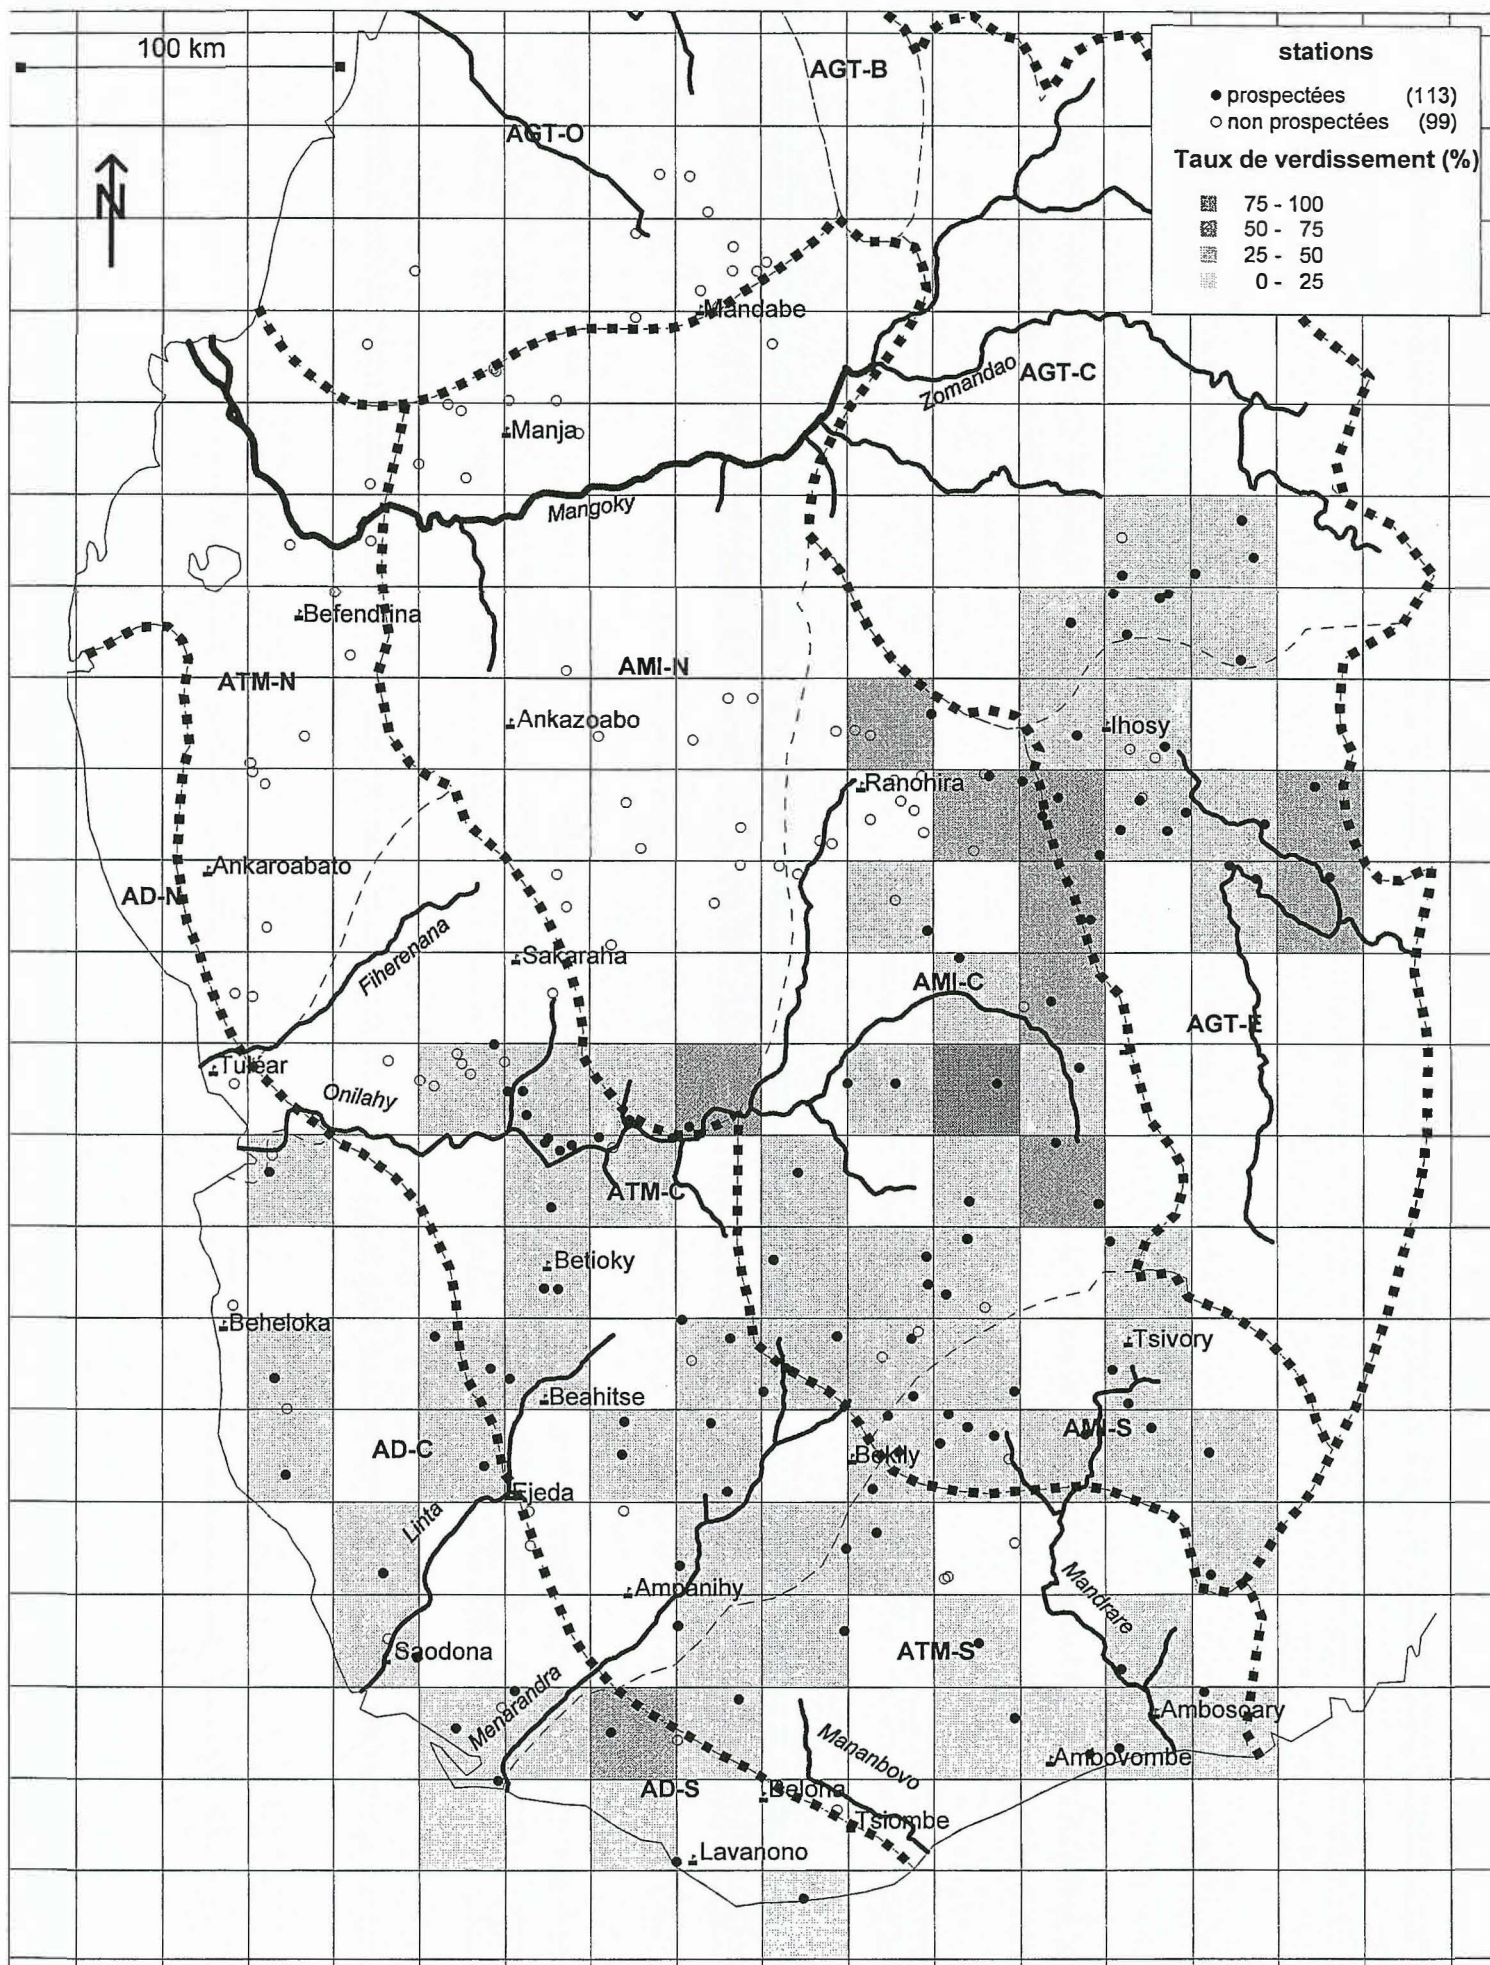 100 km
N
stations
● prospectées (113)
○ non prospectées (99)
Taux de verdissement (%)
75 - 100
50 - 75
25 - 50
0 - 25
AGT-B
AGT-O
Mandabe
Zomandao
AGT-C
Manja
Mangoky
Befendrina
AMI-N
ATM-N
Ankazoabo
Ihosy
Ranohira
Ankaroabato
AD-N
Fiherenana
Sakaraha
AMI-C
AGT-E
Tuléar
Onilahy
ATM-C
Betioky
Beheloka
Tsivory
Beahitse
AD-C
AMI-S
Bekily
Ejeda
Linta
Ampanihy
Mandrare
Saodona
ATM-S
Menarandra
Ambosoary
Mananbovo
Ambovombe
AD-S
Beloha
Tsiombe
Lavanono